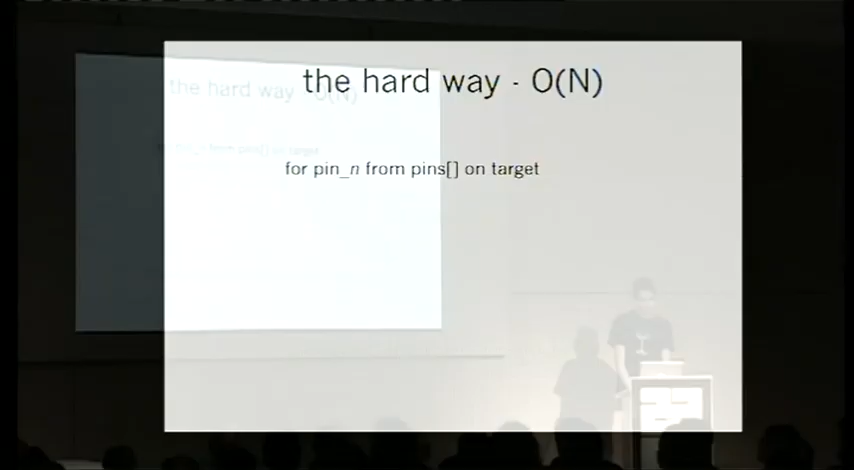 the hard way - O(N)
for pin_n from pins[] on target